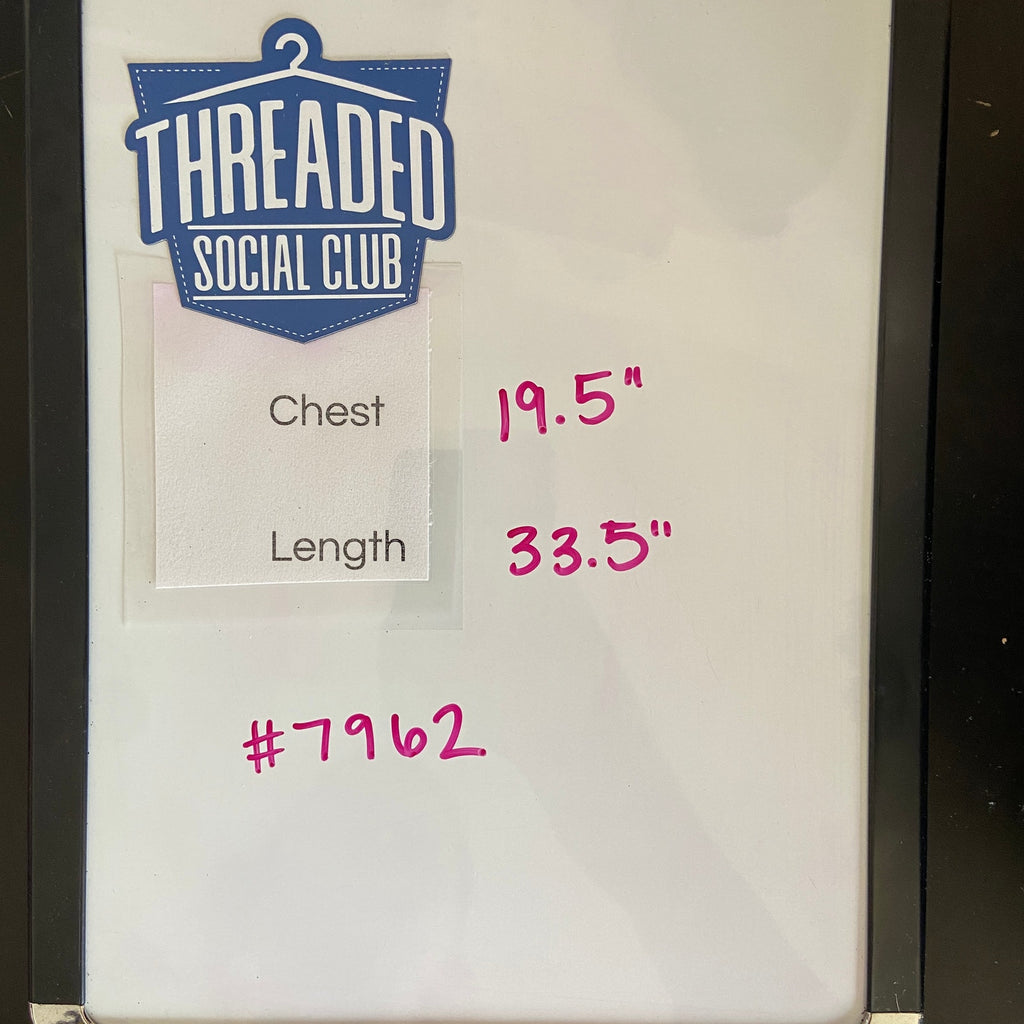 THREADED
SOCIAL CLUB
Chest 19.5"
Length 33.5"
#7962